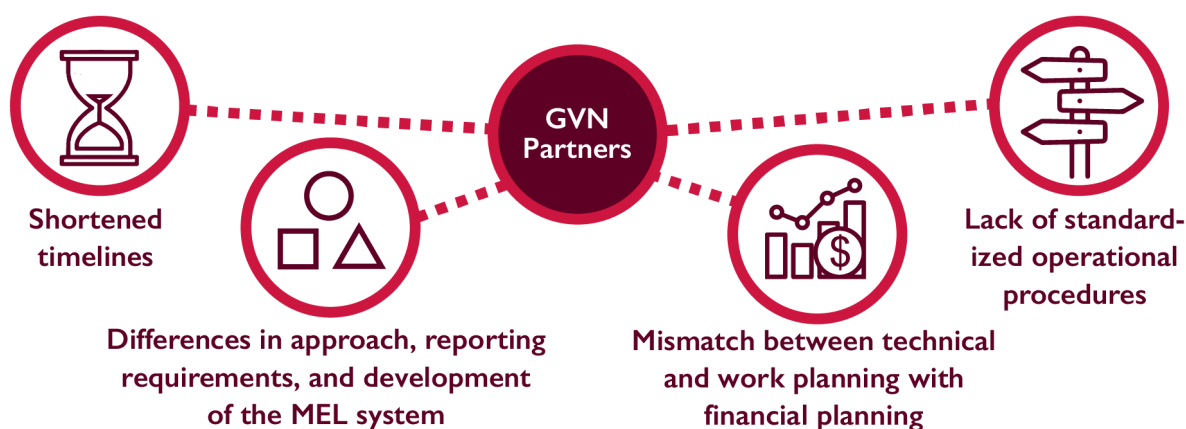 GVN
Partners
Shortened
timelines
Differences in approach, reporting
requirements, and development
of the MEL system
$
Mismatch between technical
and work planning with
financial planning
Lack of standard-
ized operational
procedures